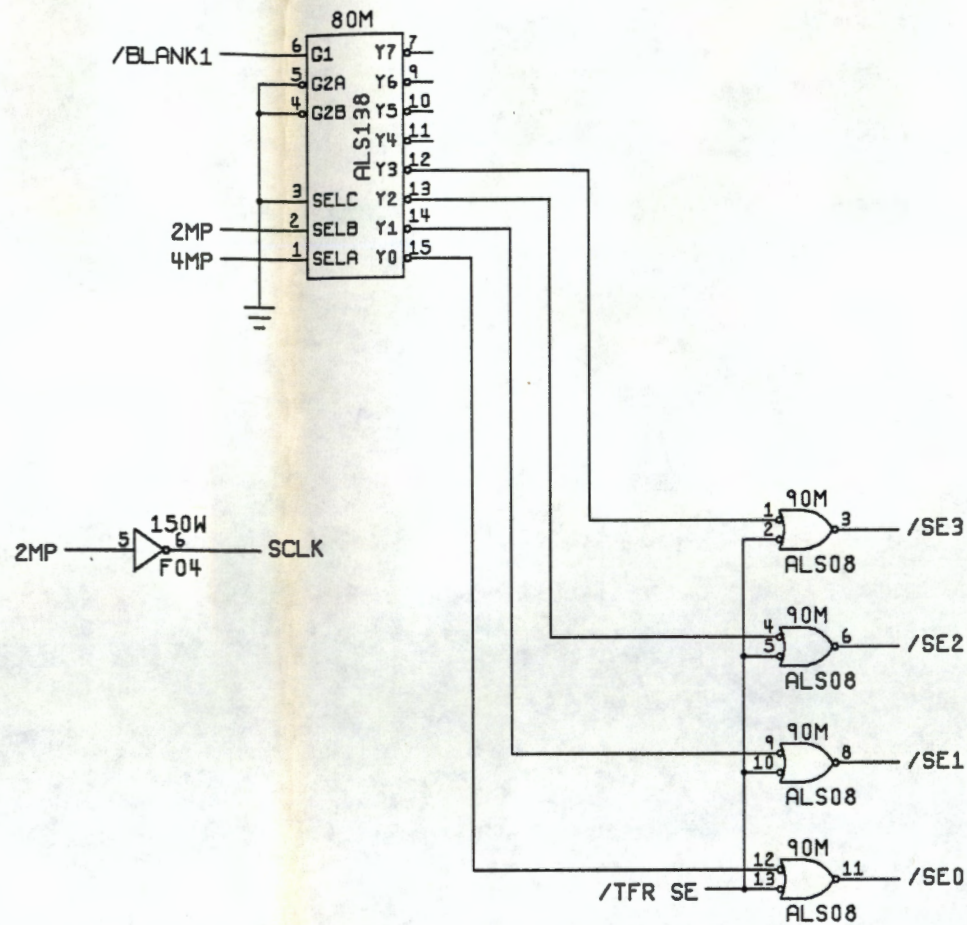 80M
/BLANK1 6 G1 Y7 7
5 G2A Y6 9
4 G2B Y5 10
ALS138
Y4 11
Y3 12
3 SELC Y2 13
2MP 2 SELB Y1 14
4MP 1 SELA Y0 15
2MP 5 150W 6 SCLK
F04
90M
1 3 /SE3
2
ALS08
90M
4 6 /SE2
5
ALS08
90M
9 8 /SE1
10
ALS08
90M
12 11 /SE0
/TFR SE 13
ALS08